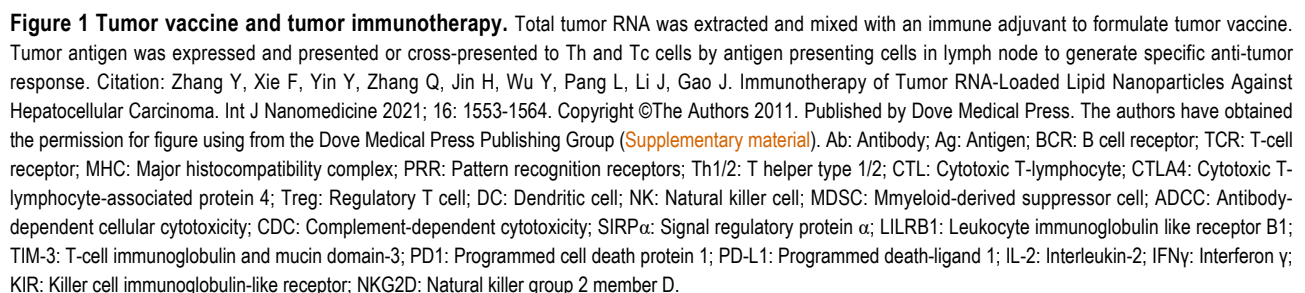 Figure 1 Tumor vaccine and tumor immunotherapy. Total tumor RNA was extracted and mixed with an immune adjuvant to formulate tumor vaccine.
Tumor antigen was expressed and presented or cross-presented to Th and Tc cells by antigen presenting cells in lymph node to generate specific anti-tumor
response. Citation: Zhang Y, Xie F, Yin Y, Zhang Q, Jin H, Wu Y, Pang L, Li J, Gao J. Immunotherapy of Tumor RNA-Loaded Lipid Nanoparticles Against
Hepatocellular Carcinoma. Int J Nanomedicine 2021; 16: 1553-1564. Copyright ©The Authors 2011. Published by Dove Medical Press. The authors have obtained
the permission for figure using from the Dove Medical Press Publishing Group (Supplementary material). Ab: Antibody; Ag: Antigen; BCR: B cell receptor; TCR: T-cell
receptor; MHC: Major histocompatibility complex; PRR: Pattern recognition receptors; Th1/2: T helper type 1/2; CTL: Cytotoxic T-lymphocyte; CTLA4: Cytotoxic T-
lymphocyte-associated protein 4; Treg: Regulatory T cell; DC: Dendritic cell; NK: Natural killer cell; MDSC: Mmyeloid-derived suppressor cell; ADCC: Antibody-
dependent cellular cytotoxicity; CDC: Complement-dependent cytotoxicity; SIRPα: Signal regulatory protein α; LILRB1: Leukocyte immunoglobulin like receptor B1;
TIM-3: T-cell immunoglobulin and mucin domain-3; PD1: Programmed cell death protein 1; PD-L1: Programmed death-ligand 1; IL-2: Interleukin-2; IFNγ: Interferon γ;
KIR: Killer cell immunoglobulin-like receptor; NKG2D: Natural killer group 2 member D.